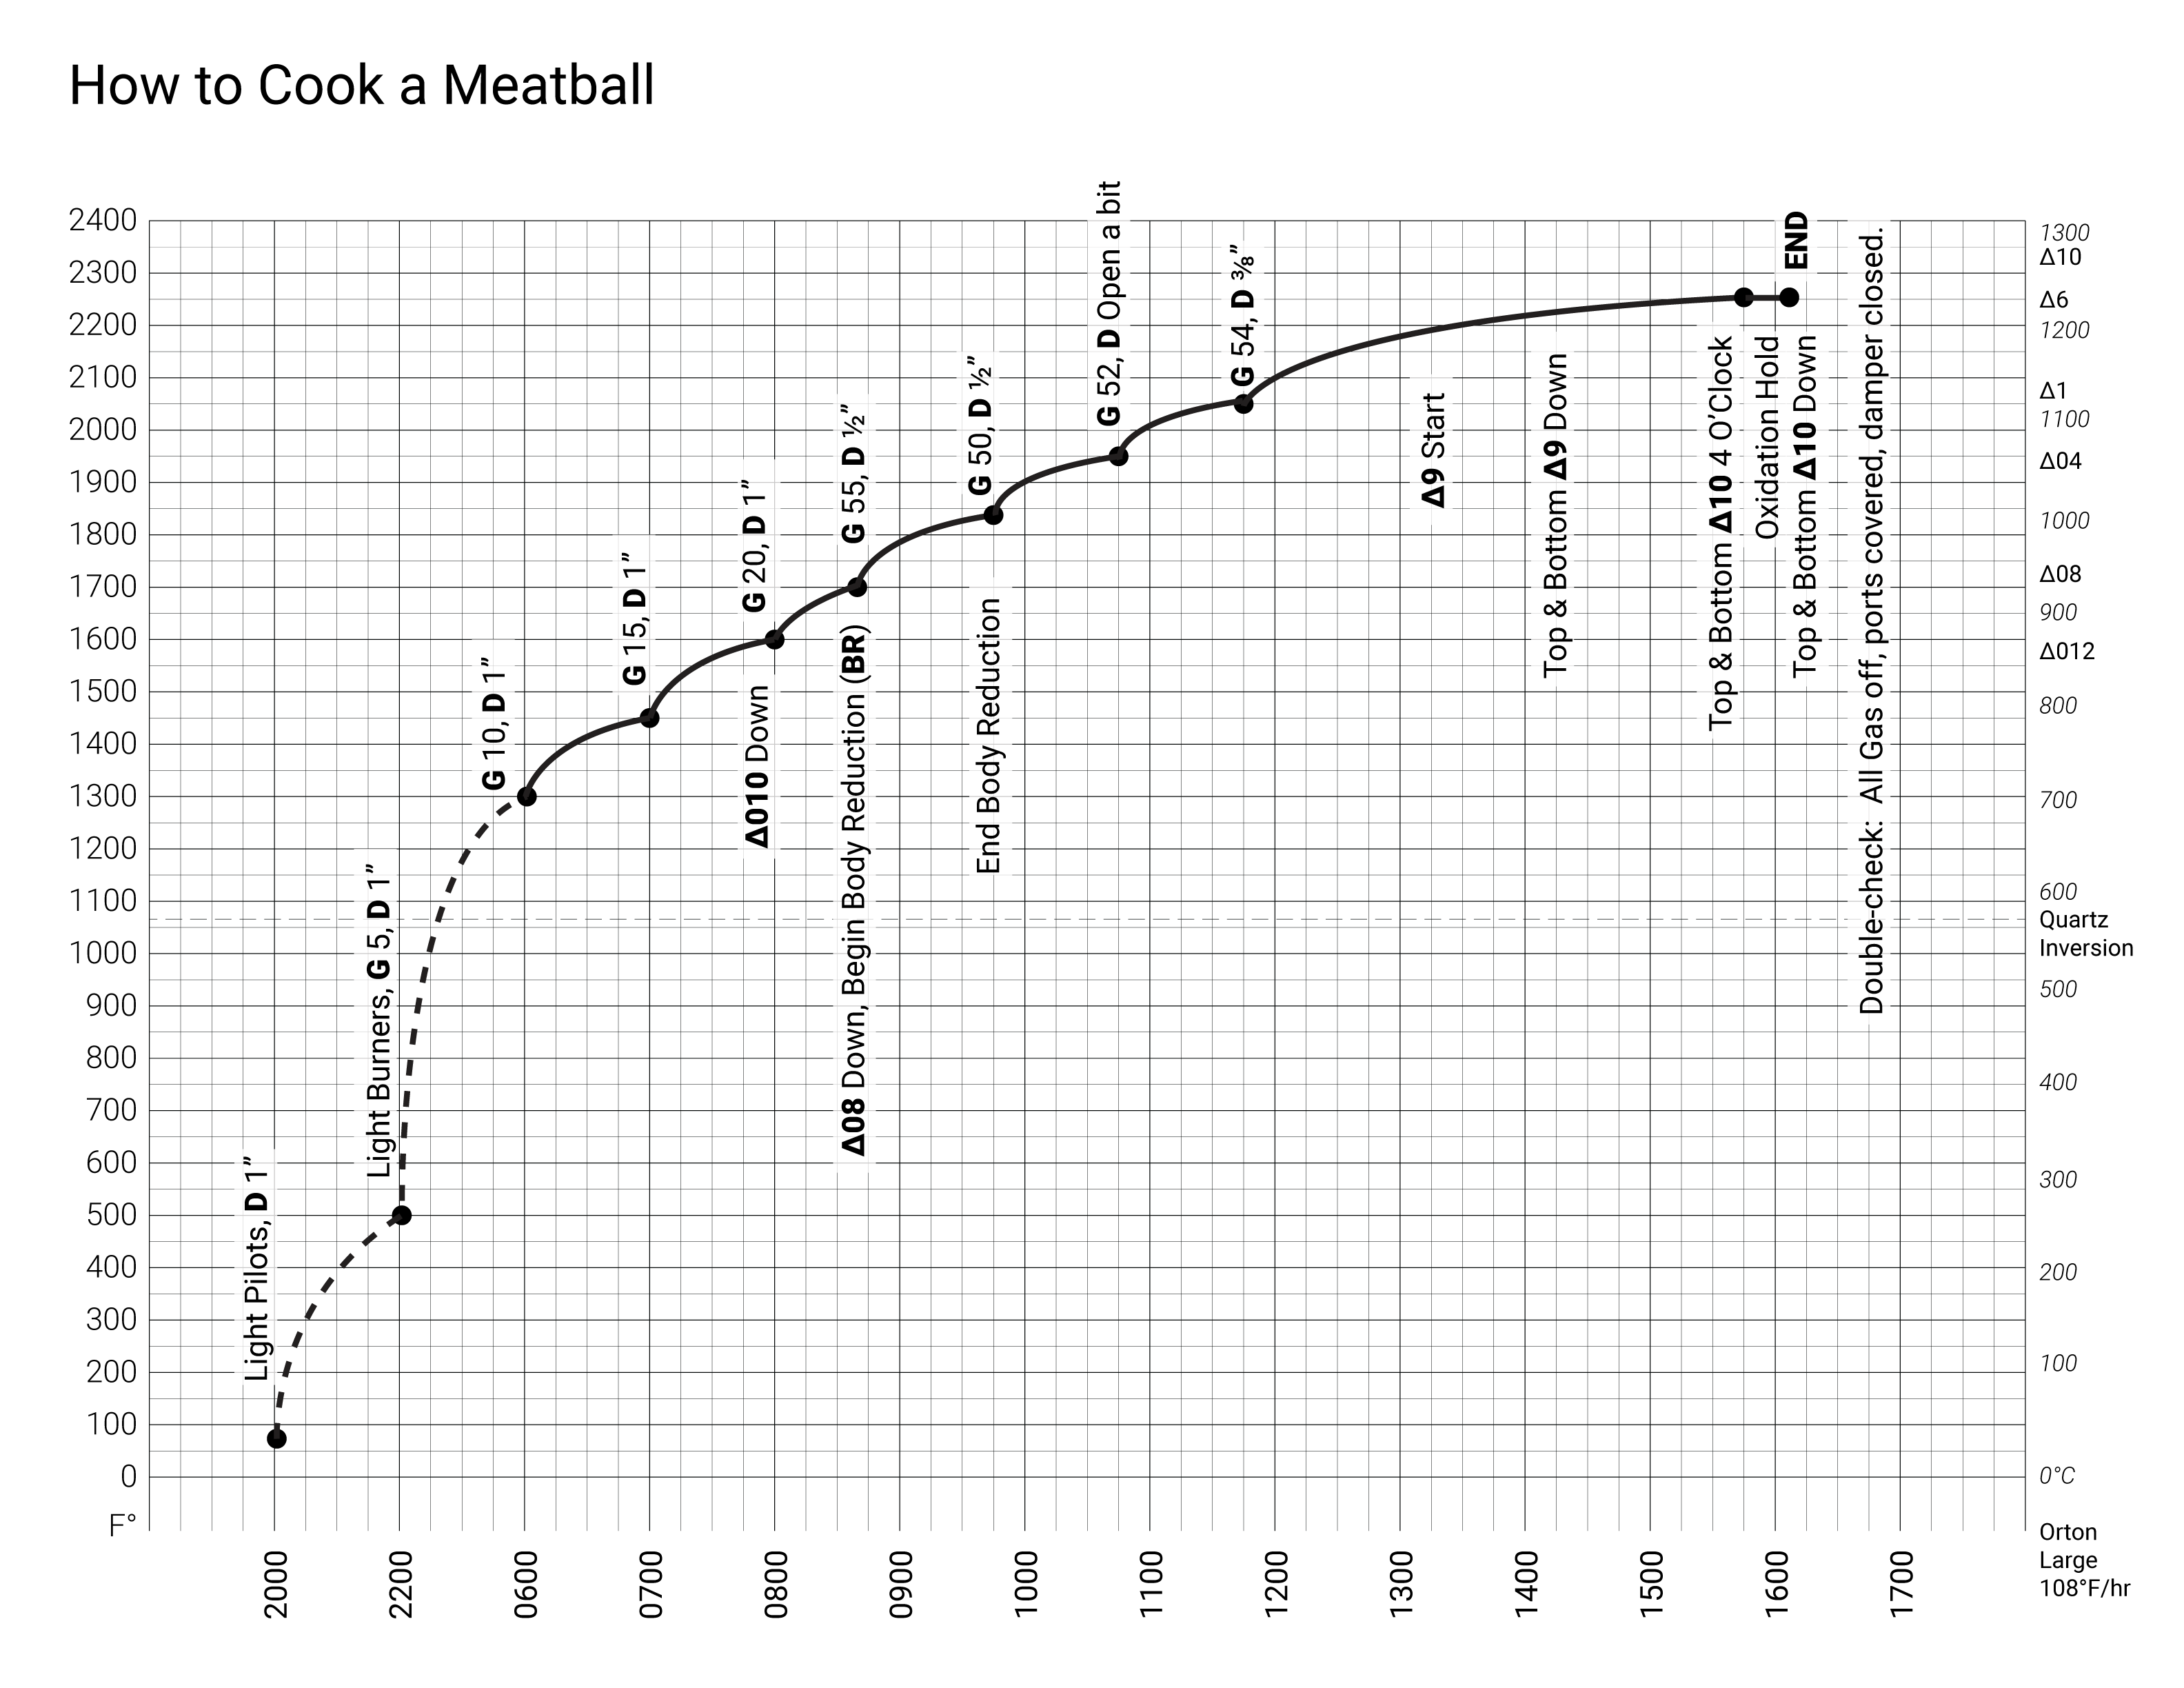 How to Cook a Meatball
2400
2300
2200
2100
2000
1900
1800
1700
1600
1500
1400
1300
1200
1100
1000
900
800
700
600
500
400
300
200
100
0
F°
Light Pilots, D 1”
Light Burners, G 5, D 1”
G 10, D 1”
G 15, D 1”
G 20, D 1”
Δ010 Down
G 55, D ½”
Δ08 Down, Begin Body Reduction (BR)
G 50, D ½”
End Body Reduction
G 52, D Open a bit
G 54, D ⅜”
Δ9 Start
Top & Bottom Δ9 Down
Top & Bottom Δ10 4 O’Clock
Oxidation Hold
END
Top & Bottom Δ10 Down
Double-check: All Gas off, ports covered, damper closed.
1300
Δ10
Δ6
1200
Δ1
1100
Δ04
1000
Δ08
900
Δ012
800
700
600
Quartz
Inversion
500
400
300
200
100
0°C
Orton
Large
108°F/hr
2000
2200
0600
0700
0800
0900
1000
1100
1200
1300
1400
1500
1600
1700